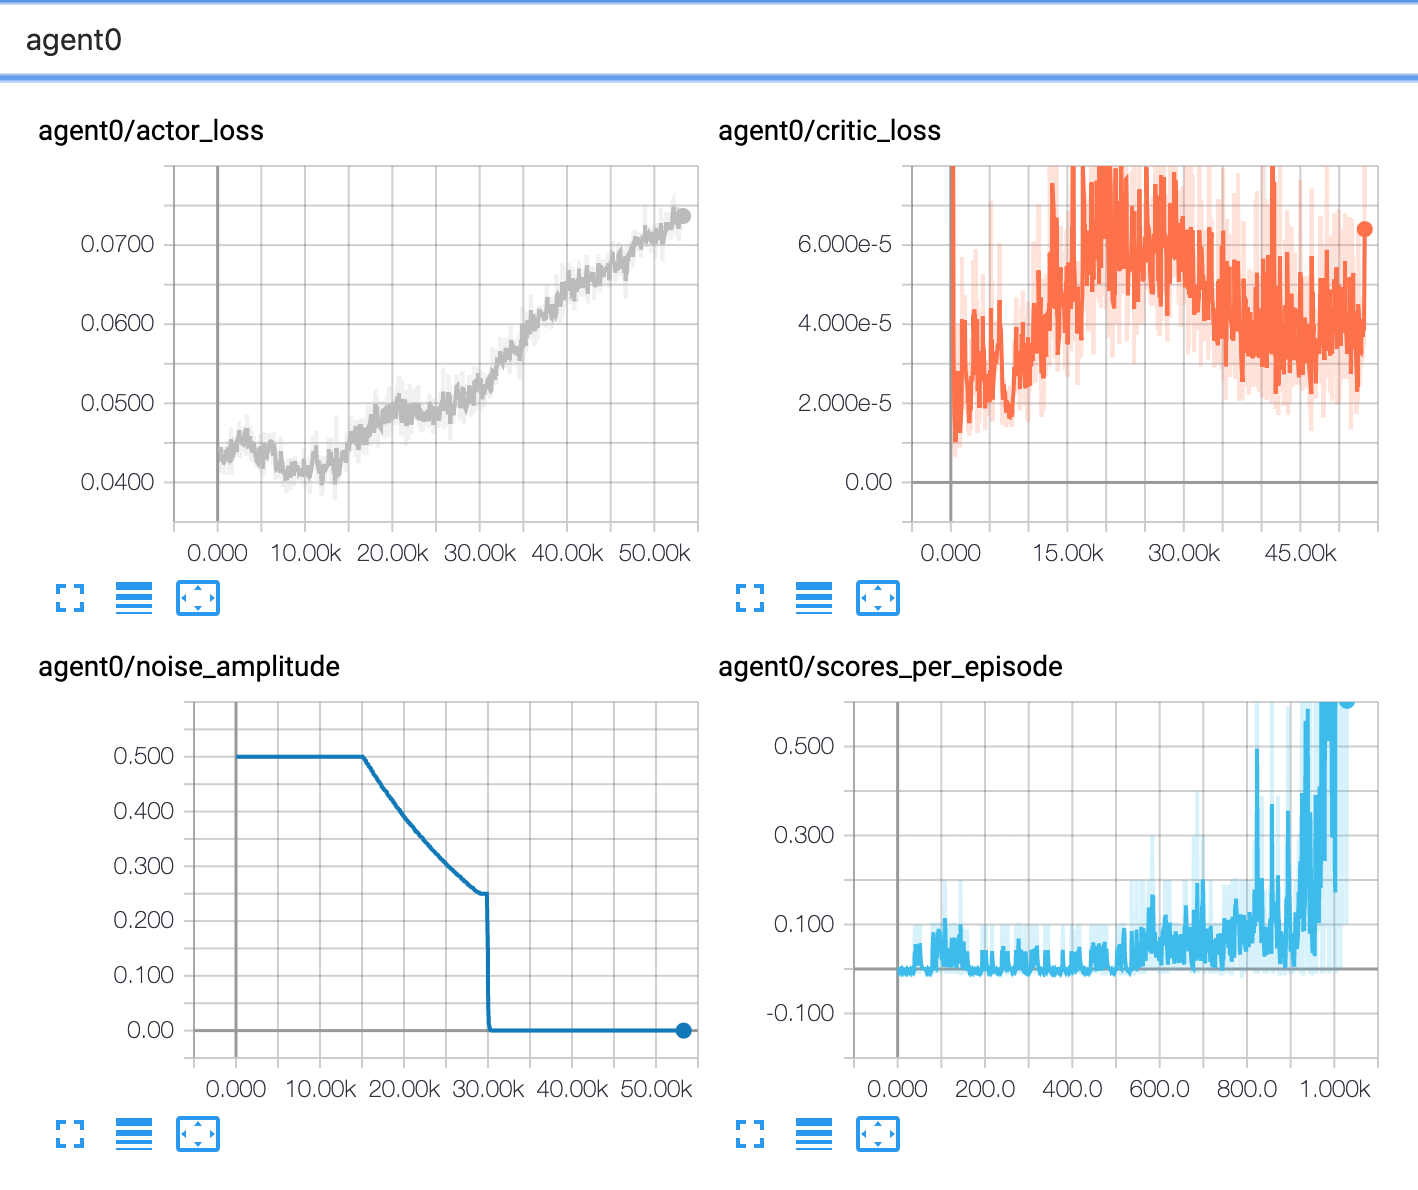 agent0
agent0/actor_loss
0.0700
0.0600
0.0500
0.0400
0.000 10.00k 20.00k 30.00k 40.00k 50.00k
agent0/critic_loss
6.000e-5
4.000e-5
2.000e-5
0.00
0.000 15.00k 30.00k 45.00k
agent0/noise_amplitude
0.500
0.400
0.300
0.200
0.100
0.00
0.000 10.00k 20.00k 30.00k 40.00k 50.00k
agent0/scores_per_episode
0.500
0.300
0.100
-0.100
0.000 200.0 400.0 600.0 800.0 1.000k